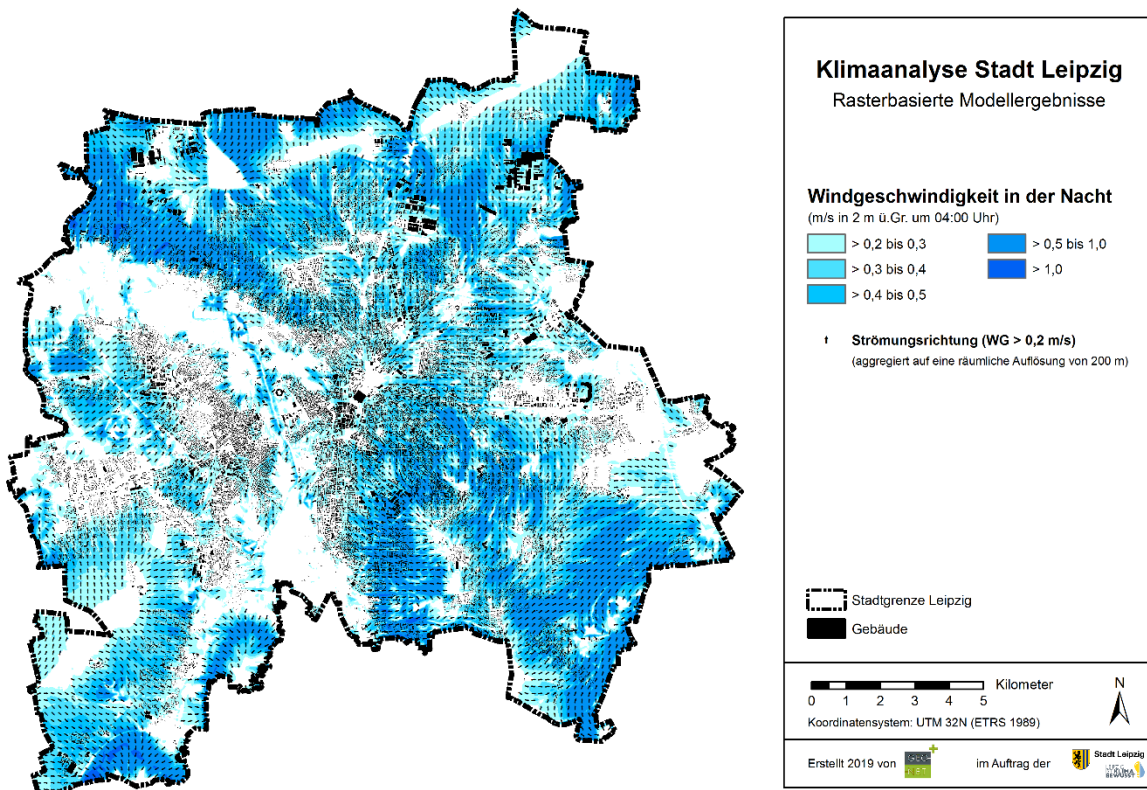 Klimaanalyse Stadt Leipzig
Rasterbasierte Modellergebnisse
Windgeschwindigkeit in der Nacht
(m/s in 2 m ü.Gr. um 04:00 Uhr)
> 0,2 bis 0,3
> 0,5 bis 1,0
> 0,3 bis 0,4
> 1,0
> 0,4 bis 0,5
Strömungsrichtung (WG > 0,2 m/s)
(aggregiert auf eine räumliche Auflösung von 200 m)
Stadtgrenze Leipzig
Gebäude
Kilometer
0 1 2 3 4 5
N
Koordinatensystem: UTM 32N (ETRS 1989)
Erstellt 2019 von
im Auftrag der
Stadt Leipzig